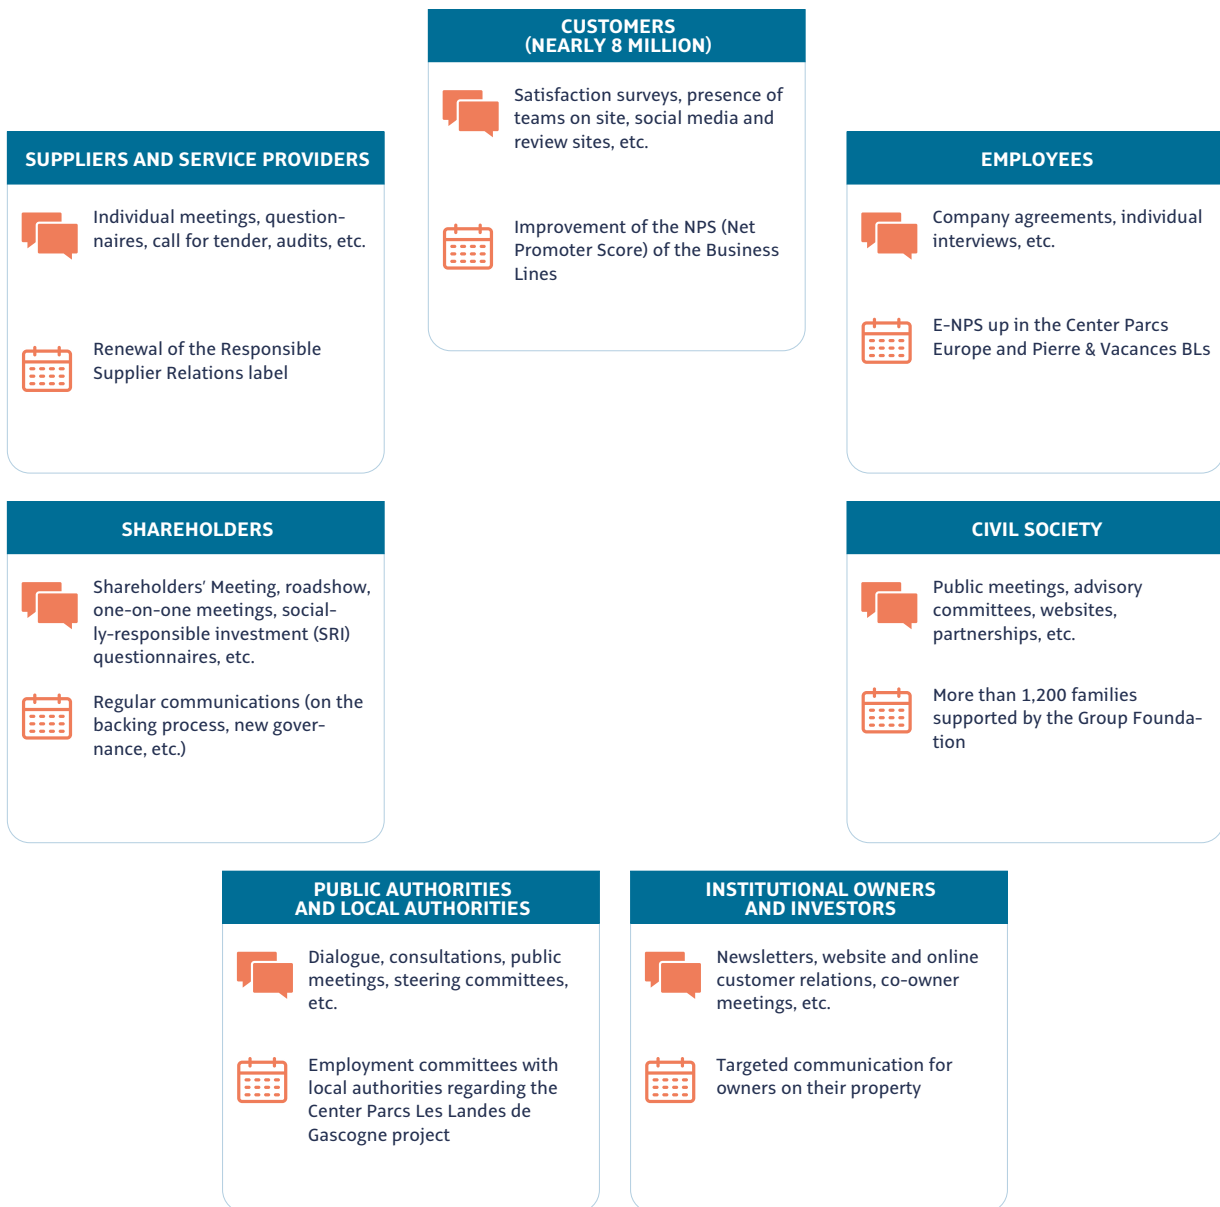 CUSTOMERS
(NEARLY 8 MILLION)
Satisfaction surveys, presence of
teams on site, social media and
review sites, etc.
Improvement of the NPS (Net
Promoter Score) of the Business
Lines
SUPPLIERS AND SERVICE PROVIDERS
Individual meetings, question-
naires, call for tender, audits, etc.
Renewal of the Responsible
Supplier Relations label
EMPLOYEES
Company agreements, individual
interviews, etc.
E-NPS up in the Center Parcs
Europe and Pierre & Vacances BLs
SHAREHOLDERS
Shareholders' Meeting, roadshow,
one-on-one meetings, social-
ly-responsible investment (SRI)
questionnaires, etc.
Regular communications (on the
backing process, new gover-
nance, etc.)
CIVIL SOCIETY
Public meetings, advisory
committees, websites,
partnerships, etc.
More than 1,200 families
supported by the Group Founda-
tion
PUBLIC AUTHORITIES
AND LOCAL AUTHORITIES
Dialogue, consultations, public
meetings, steering committees,
etc.
Employment committees with
local authorities regarding the
Center Parcs Les Landes de
Gascogne project
INSTITUTIONAL OWNERS
AND INVESTORS
Newsletters, website and online
customer relations, co-owner
meetings, etc.
Targeted communication for
owners on their property